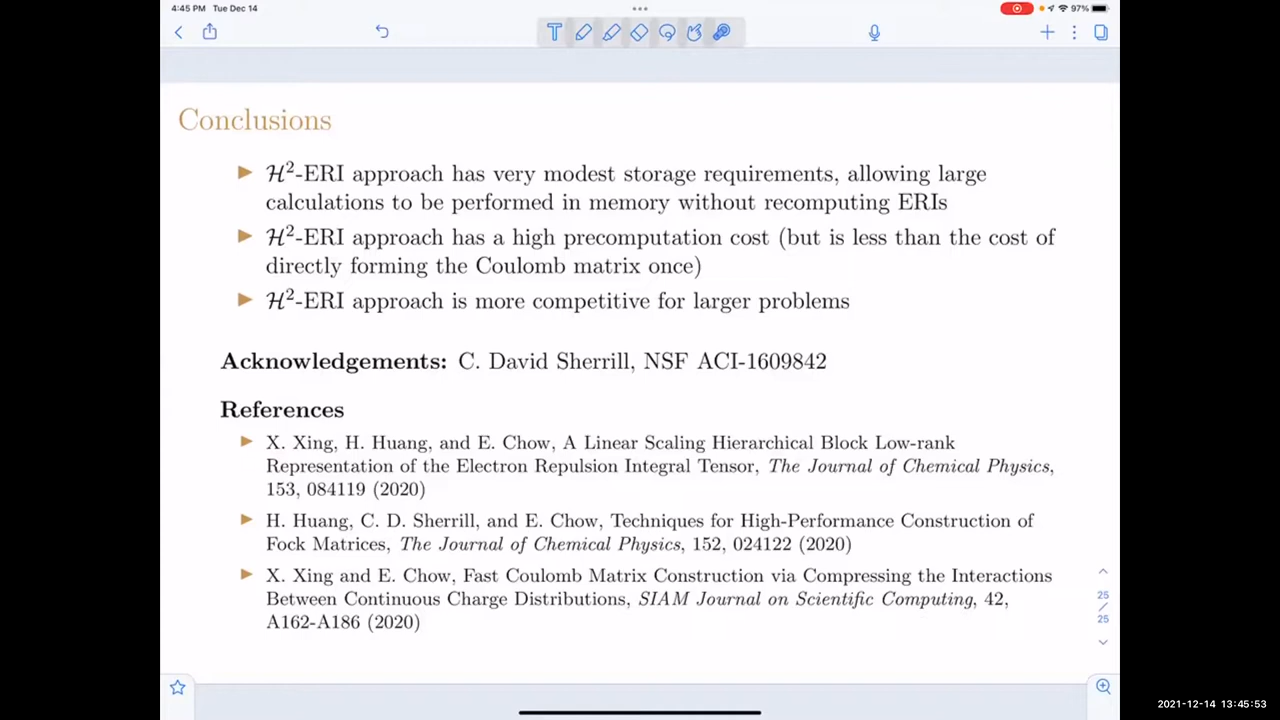 4:45 PM Tue Dec 14
97%
Conclusions
ℋ²-ERI approach has very modest storage requirements, allowing large
calculations to be performed in memory without recomputing ERIs
ℋ²-ERI approach has a high precomputation cost (but is less than the cost of
directly forming the Coulomb matrix once)
ℋ²-ERI approach is more competitive for larger problems
Acknowledgements: C. David Sherrill, NSF ACI-1609842
References
X. Xing, H. Huang, and E. Chow, A Linear Scaling Hierarchical Block Low-rank
Representation of the Electron Repulsion Integral Tensor, The Journal of Chemical Physics,
153, 084119 (2020)
H. Huang, C. D. Sherrill, and E. Chow, Techniques for High-Performance Construction of
Fock Matrices, The Journal of Chemical Physics, 152, 024122 (2020)
X. Xing and E. Chow, Fast Coulomb Matrix Construction via Compressing the Interactions
Between Continuous Charge Distributions, SIAM Journal on Scientific Computing, 42,
A162-A186 (2020)
25
/
25
2021-12-14 13:45:53